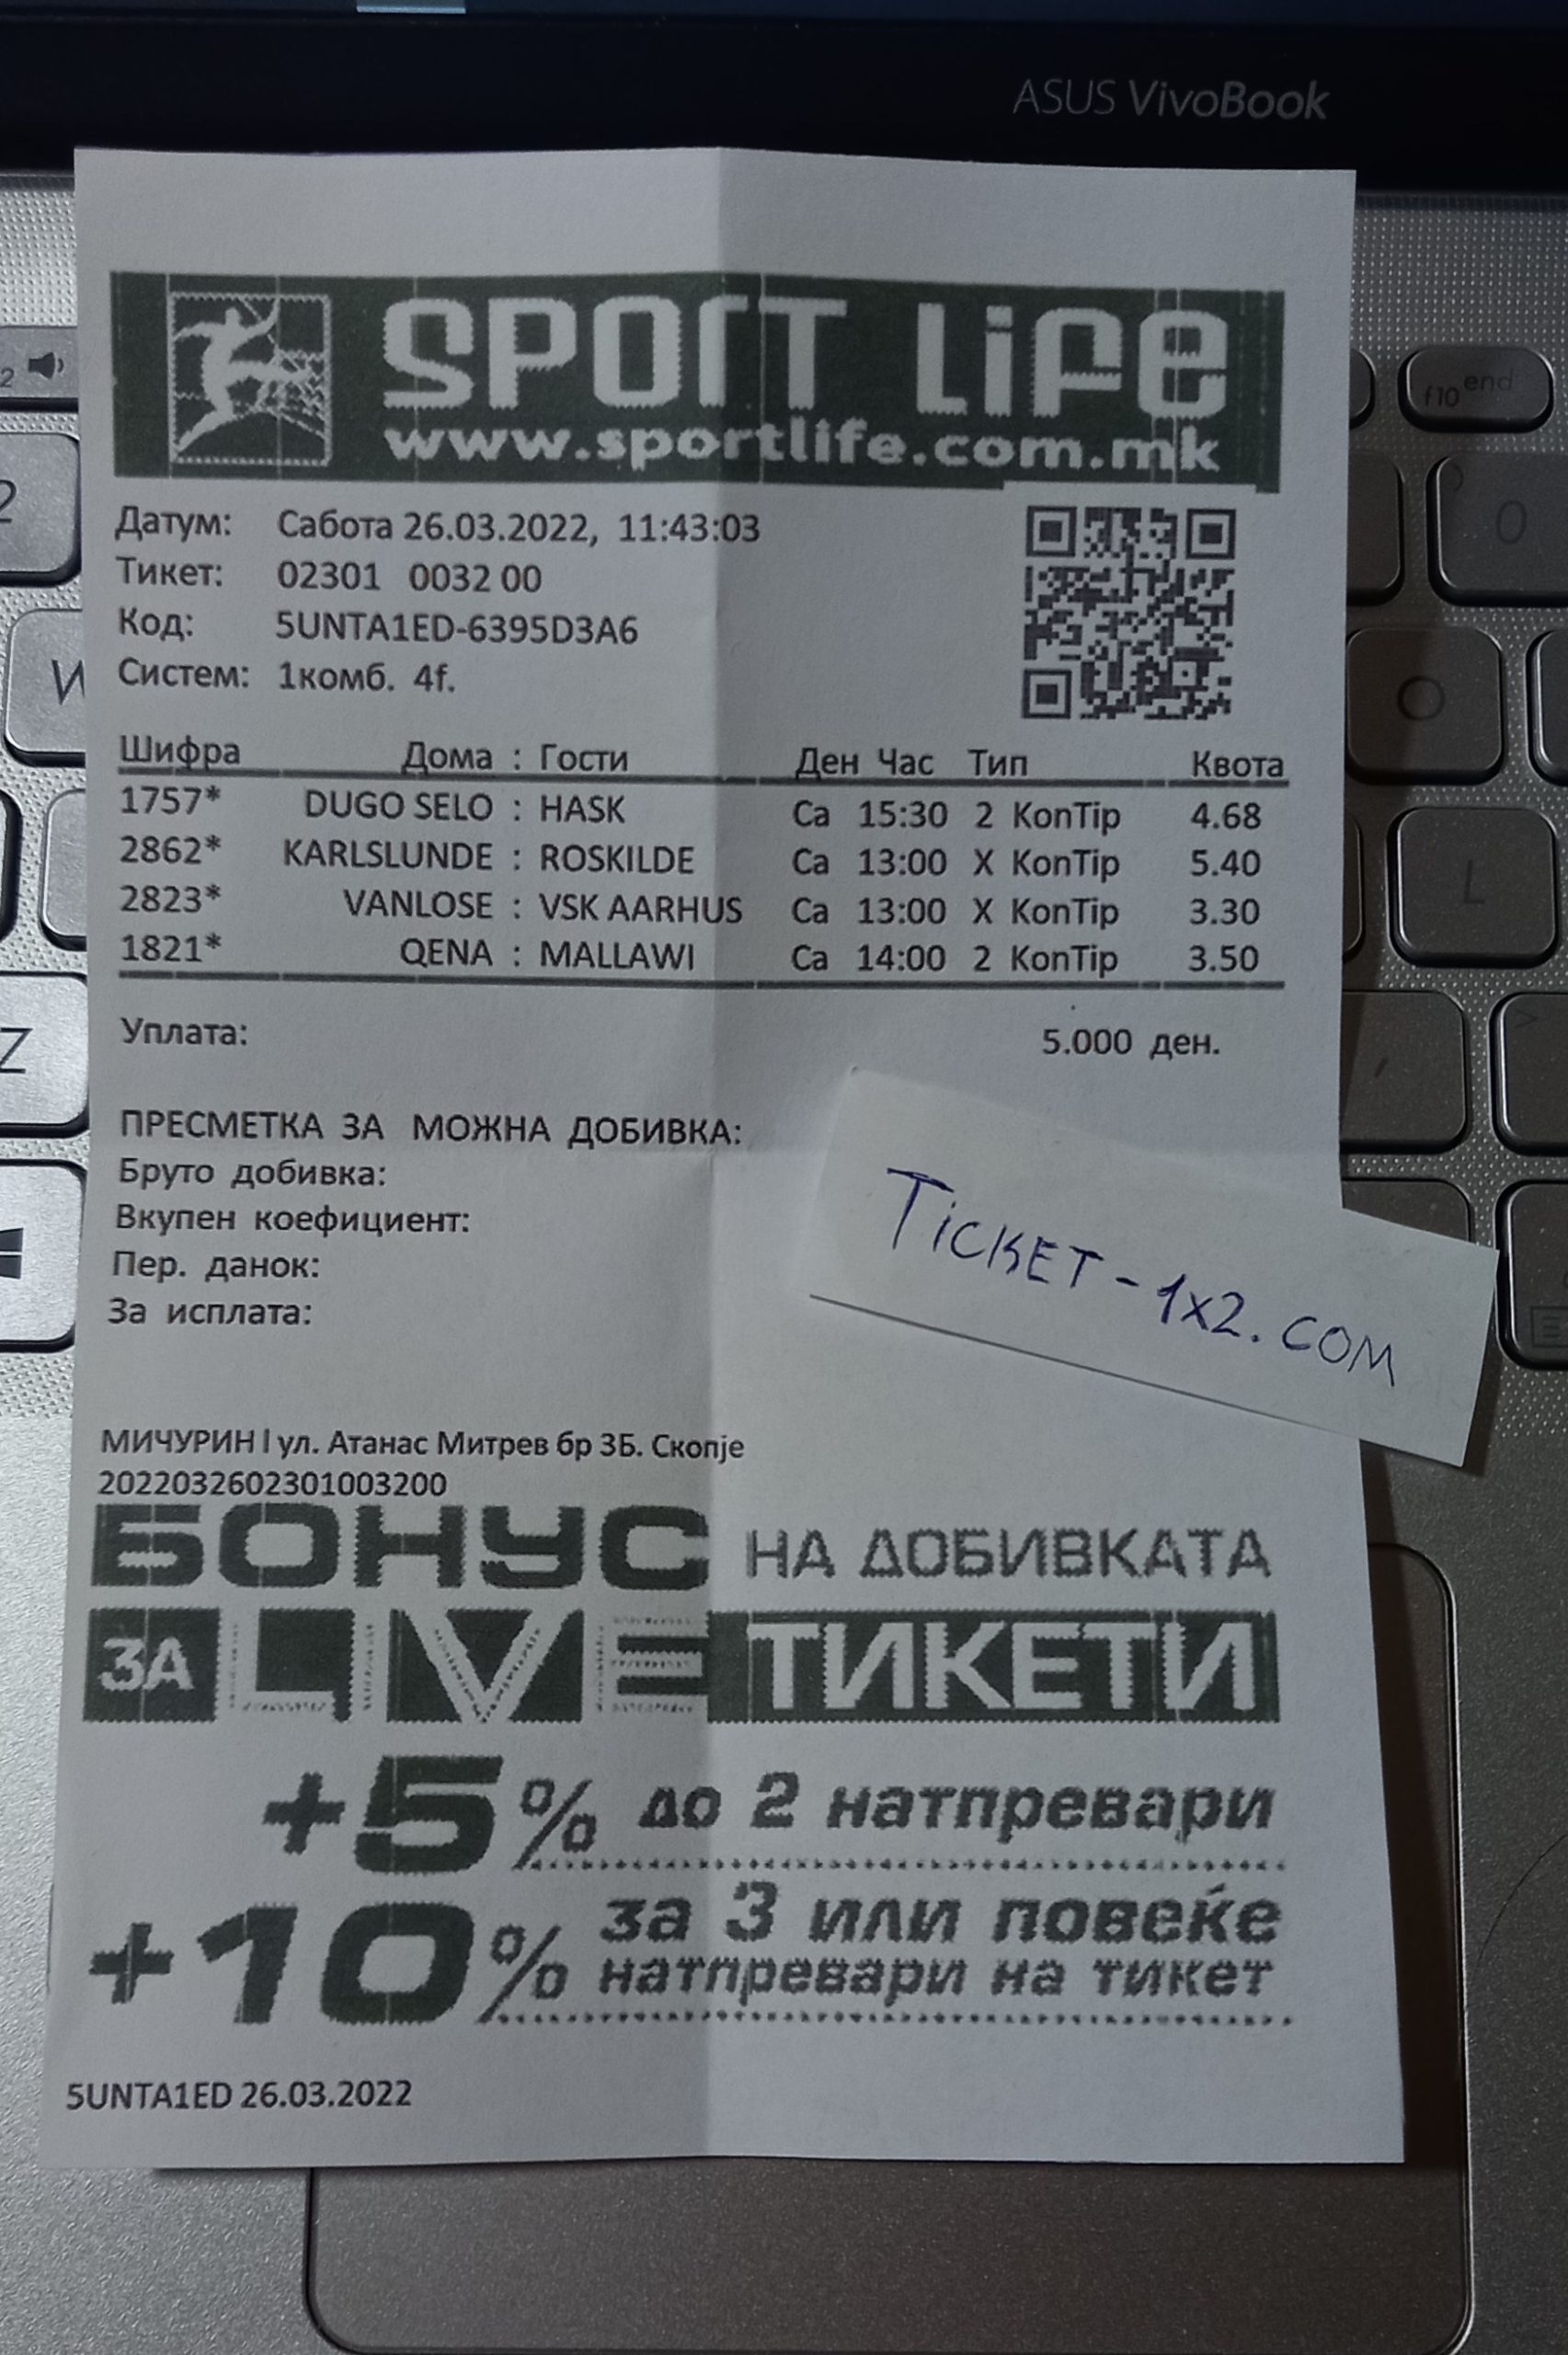 ASUS VivoBook
SPORT LiFe
www.sportlife.com.mk
Датум: Сабота 26.03.2022, 11:43:03
Тикет: 02301 0032 00
Код: 5UNTA1ED-6395D3A6
Систем: 1комб. 4f.
Шифра Дома : Гости Ден Час Тип Квота
1757* DUGO SELO : HASK Са 15:30 2 KonTip 4.68
2862* KARLSLUNDE : ROSKILDE Са 13:00 X KonTip 5.40
2823* VANLOSE : VSK AARHUS Са 13:00 X KonTip 3.30
1821* QENA : MALLAWI Са 14:00 2 KonTip 3.50
Уплата: 5.000 ден.
ПРЕСМЕТКА ЗА МОЖНА ДОБИВКА:
Бруто добивка:
Вкупен коефициент:
Пер. данок:
За исплата:
TiCKET-1x2.COM
МИЧУРИН I ул. Атанас Митрев бр 3Б. Скопје
2022032602301003200
БОНУС НА ДОБИВКАТА
ЗА LIVE ТИКЕТИ
+5% до 2 натпревари
+10% за 3 или повеќе
натпревари на тикет
5UNTA1ED 26.03.2022
f10 end
2
W
Z
0
O
L